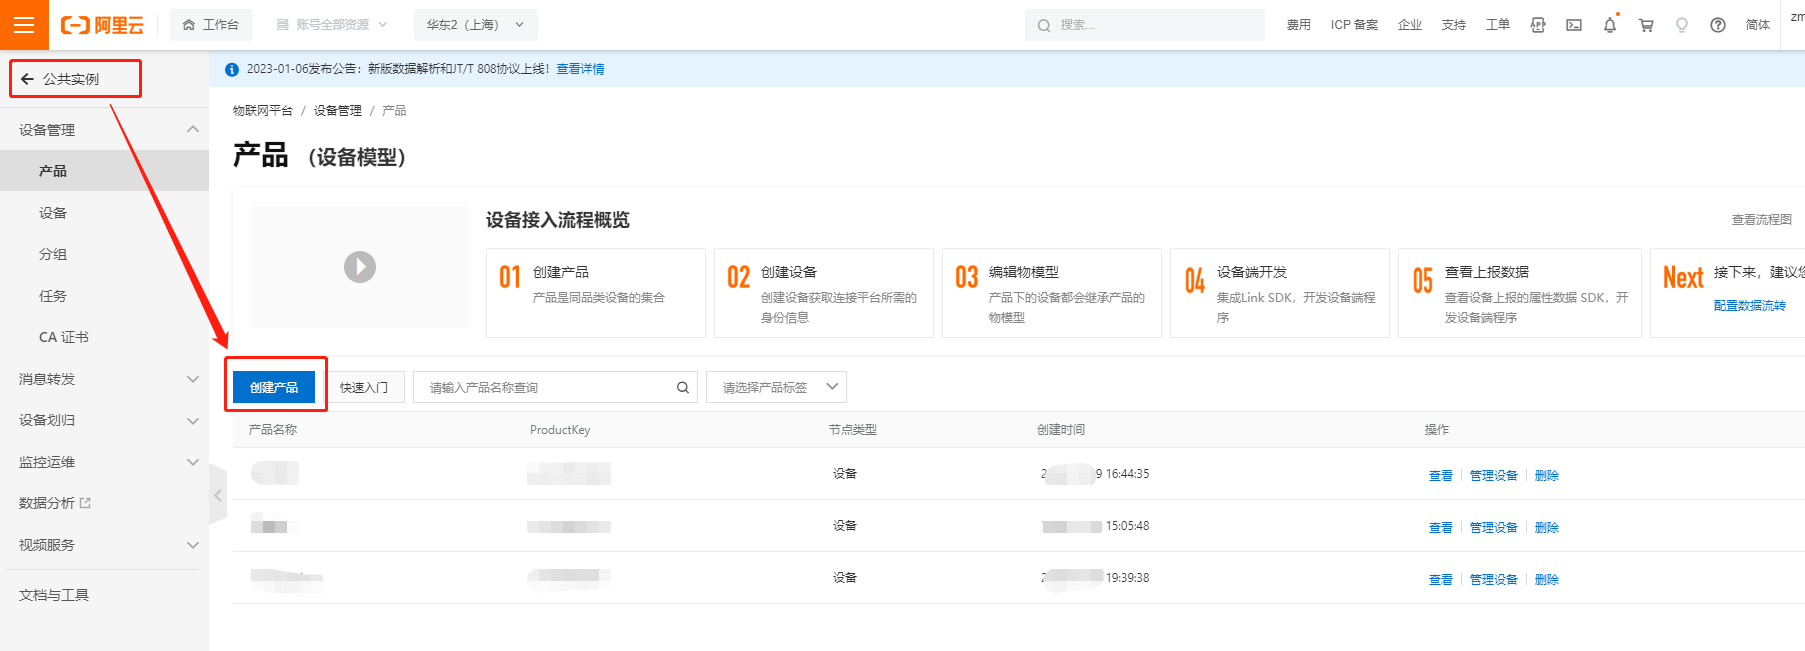 阿里云
工作台
账号全部资源
华东2（上海）
搜索...
费用
ICP 备案
企业
支持
工单
简体
zm
公共实例
设备管理
产品
设备
分组
任务
CA 证书
消息转发
设备划归
监控运维
数据分析
视频服务
文档与工具
2023-01-06发布公告：新版数据解析和JT/T 808协议上线！查看详情
物联网平台 / 设备管理 / 产品
产品 （设备模型）
设备接入流程概览
查看流程图
01 创建产品
产品是同品类设备的集合
02 创建设备
创建设备获取连接平台所需的
身份信息
03 编辑物模型
产品下的设备都会继承产品的
物模型
04 设备端开发
集成Link SDK，开发设备端程
序
05 查看上报数据
查看设备上报的属性数据 SDK，开
发设备端程序
Next 接下来，建议您
配置数据流转
创建产品
快速入门
请输入产品名称查询
请选择产品标签
产品名称 ProductKey 节点类型 创建时间 操作
设备 2 9 16:44:35 查看 管理设备 删除
设备 15:05:48 查看 管理设备 删除
设备 2 19:39:38 查看 管理设备 删除